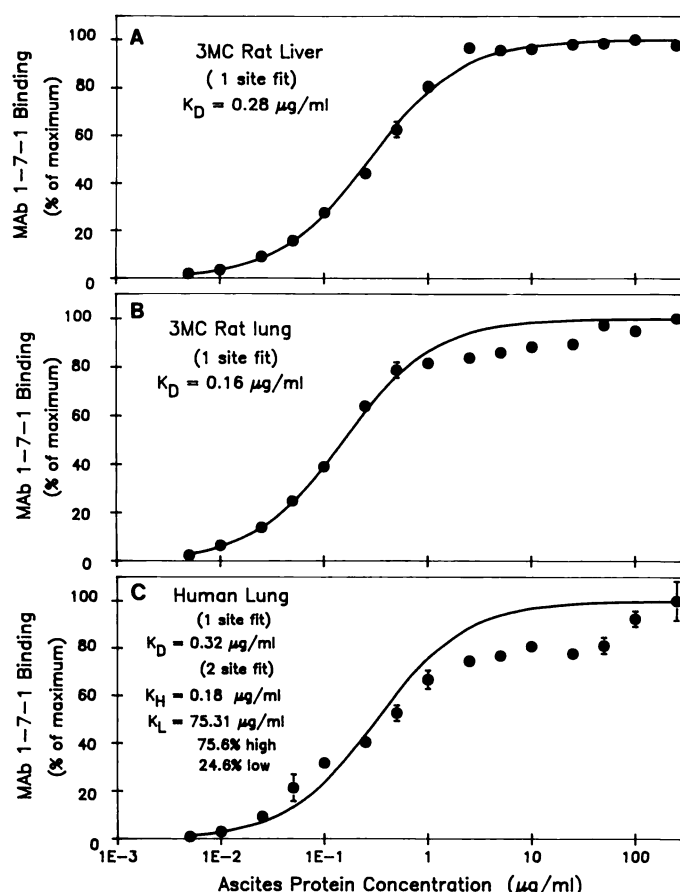 A
3MC Rat Liver
( 1 site fit)
K_D = 0.28 μg/ml
MAb 1-7-1 Binding
(% of maximum)
100
80
60
40
20
0
B
3MC Rat lung
(1 site fit)
K_D = 0.16 μg/ml
MAb 1-7-1 Binding
(% of maximum)
100
80
60
40
20
0
C
Human Lung
(1 site fit)
K_D = 0.32 μg/ml
(2 site fit)
K_H = 0.18 μg/ml
K_L = 75.31 μg/ml
75.6% high
24.6% low
MAb 1-7-1 Binding
(% of maximum)
100
80
60
40
20
0
1E-3 1E-2 1E-1 1 10 100
Ascites Protein Concentration (μg/ml)